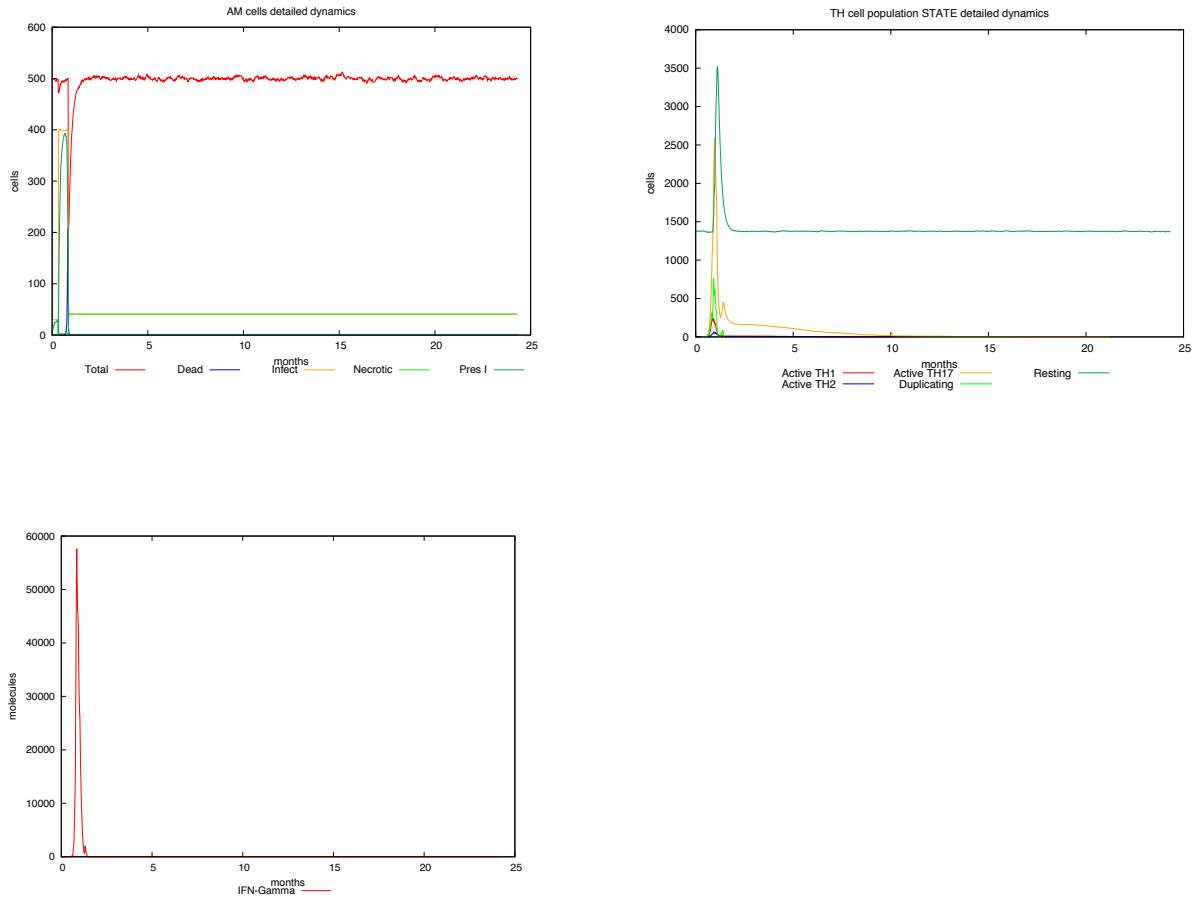 AM cells detailed dynamics
600
500
400
300
200
100
0
cells
0 5 10 15 20 25
months
Total Dead Infect Necrotic Pres I
TH cell population STATE detailed dynamics
4000
3500
3000
2500
2000
1500
1000
500
0
cells
0 5 10 15 20 25
months
Active TH1 Active TH17 Resting
Active TH2 Duplicating
60000
50000
40000
30000
20000
10000
0
molecules
0 5 10 15 20 25
months
IFN-Gamma